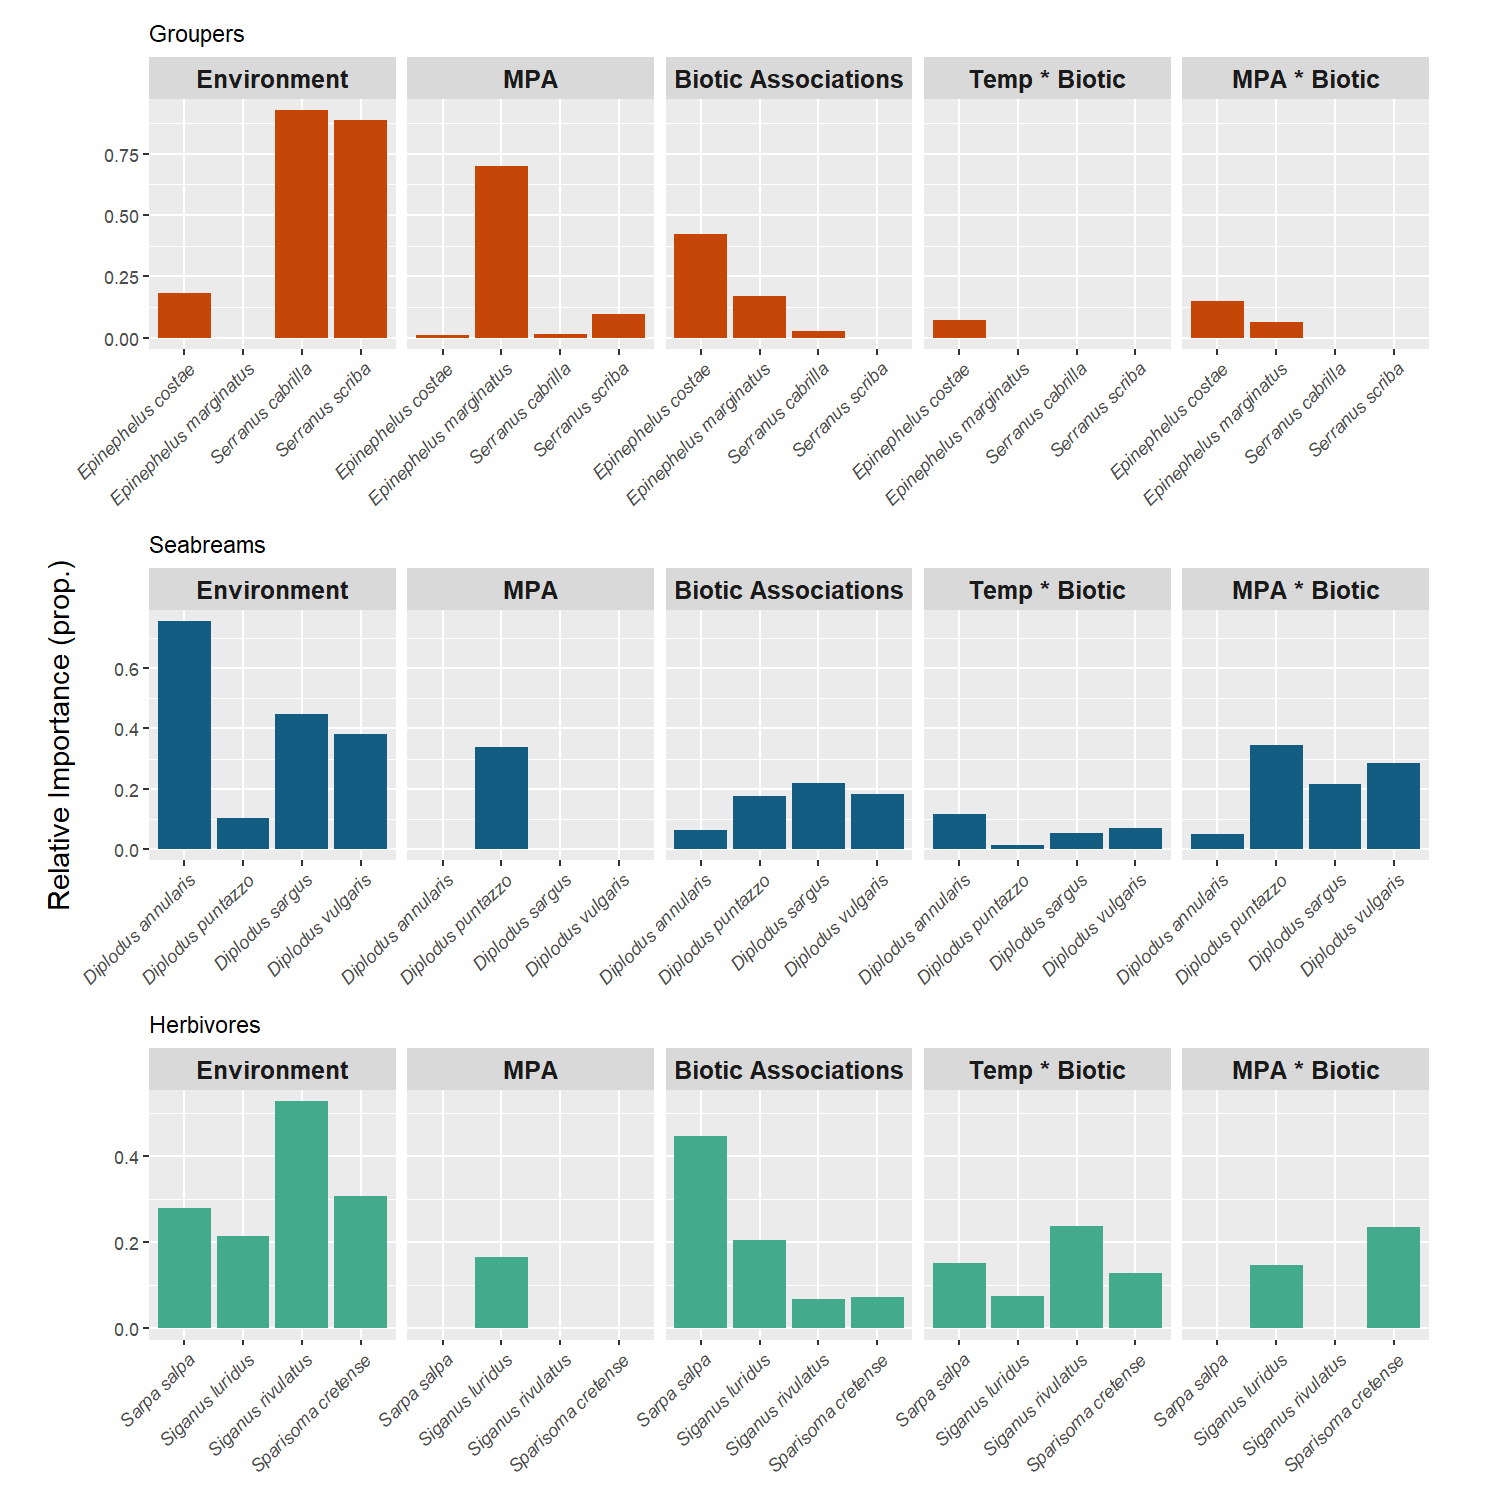 Groupers
Environment MPA Biotic Associations Temp * Biotic MPA * Biotic
0.75
0.50
0.25
0.00
Epinephelus costae Epinephelus marginatus Serranus cabrilla Serranus scriba Epinephelus costae Epinephelus marginatus Serranus cabrilla Serranus scriba Epinephelus costae Epinephelus marginatus Serranus cabrilla Serranus scriba Epinephelus costae Epinephelus marginatus Serranus cabrilla Serranus scriba Epinephelus costae Epinephelus marginatus Serranus cabrilla Serranus scriba
Relative Importance (prop.)
Seabreams
Environment MPA Biotic Associations Temp * Biotic MPA * Biotic
0.6
0.4
0.2
0.0
Diplodus annularis Diplodus puntazzo Diplodus sargus Diplodus vulgaris Diplodus annularis Diplodus puntazzo Diplodus sargus Diplodus vulgaris Diplodus annularis Diplodus puntazzo Diplodus sargus Diplodus vulgaris Diplodus annularis Diplodus puntazzo Diplodus sargus Diplodus vulgaris Diplodus annularis Diplodus puntazzo Diplodus sargus Diplodus vulgaris
Herbivores
Environment MPA Biotic Associations Temp * Biotic MPA * Biotic
0.4
0.2
0.0
Sarpa salpa Siganus luridus Siganus rivulatus Sparisoma cretense Sarpa salpa Siganus luridus Siganus rivulatus Sparisoma cretense Sarpa salpa Siganus luridus Siganus rivulatus Sparisoma cretense Sarpa salpa Siganus luridus Siganus rivulatus Sparisoma cretense Sarpa salpa Siganus luridus Siganus rivulatus Sparisoma cretense